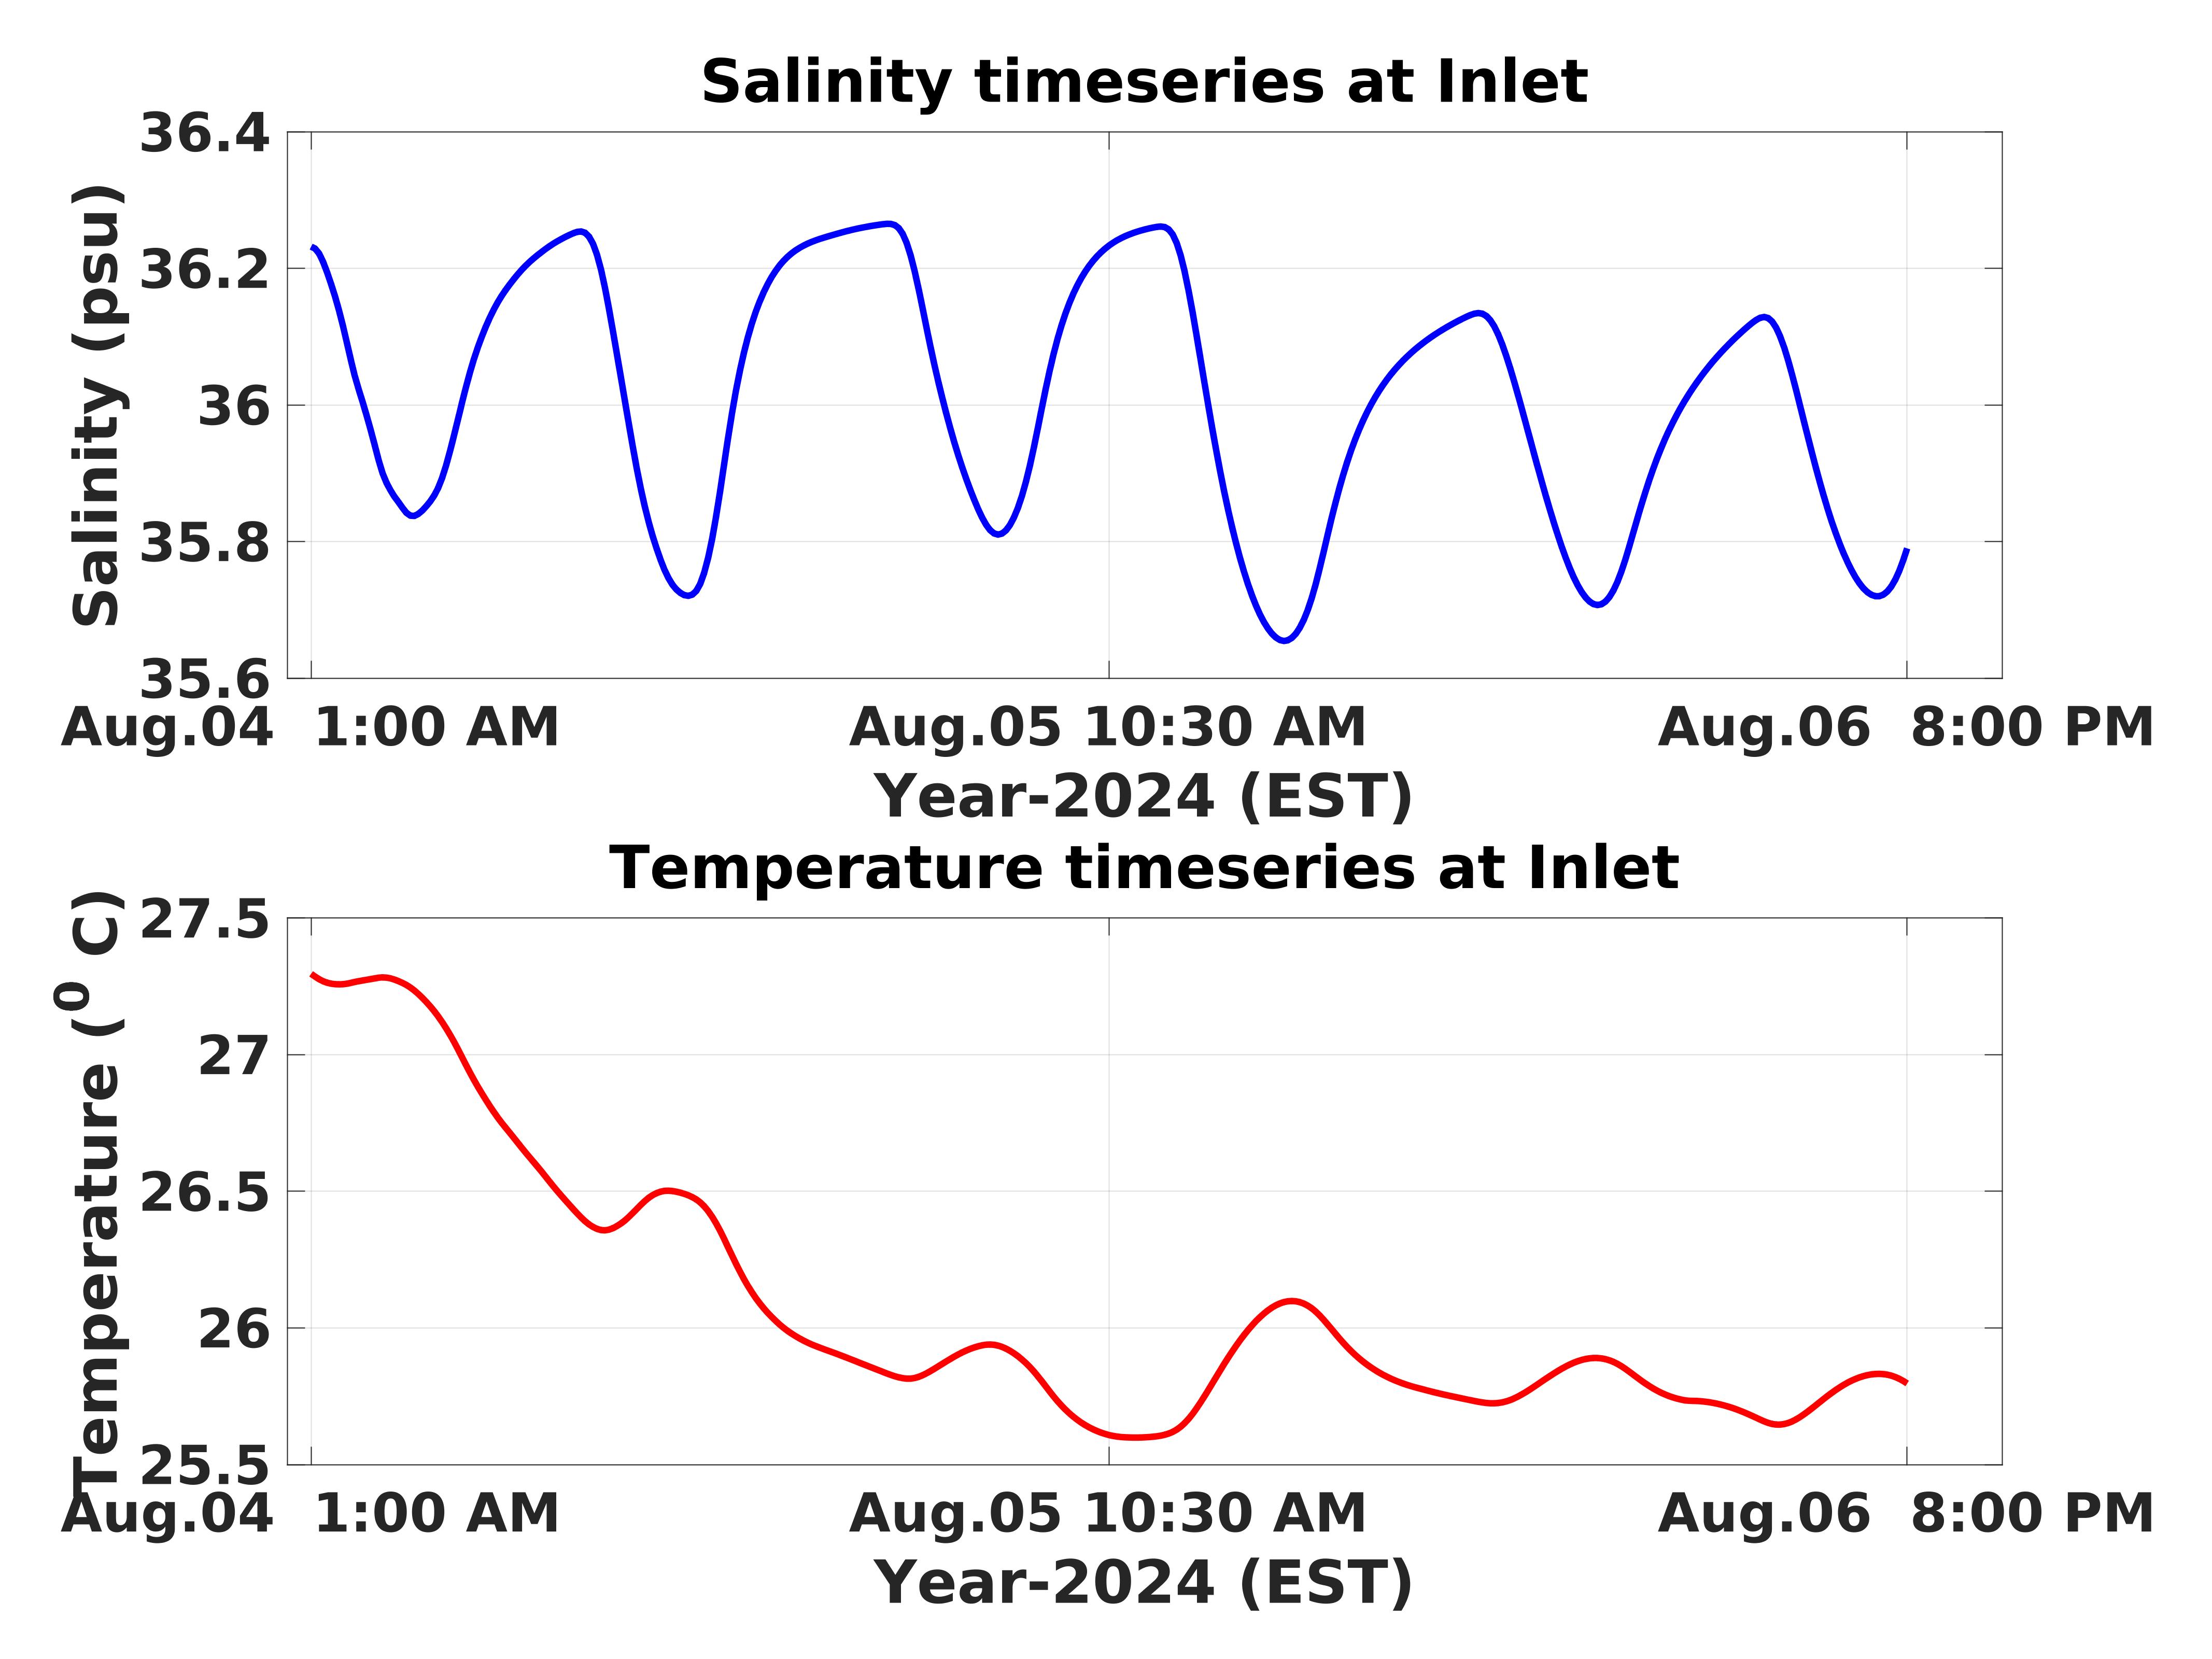 Salinity timeseries at Inlet
Salinity (psu)
36.4
36.2
36
35.8
35.6
Aug.04 1:00 AM Aug.05 10:30 AM Aug.06 8:00 PM
Year-2024 (EST)
Temperature timeseries at Inlet
Temperature (⁰ C)
27.5
27
26.5
26
25.5
Aug.04 1:00 AM Aug.05 10:30 AM Aug.06 8:00 PM
Year-2024 (EST)